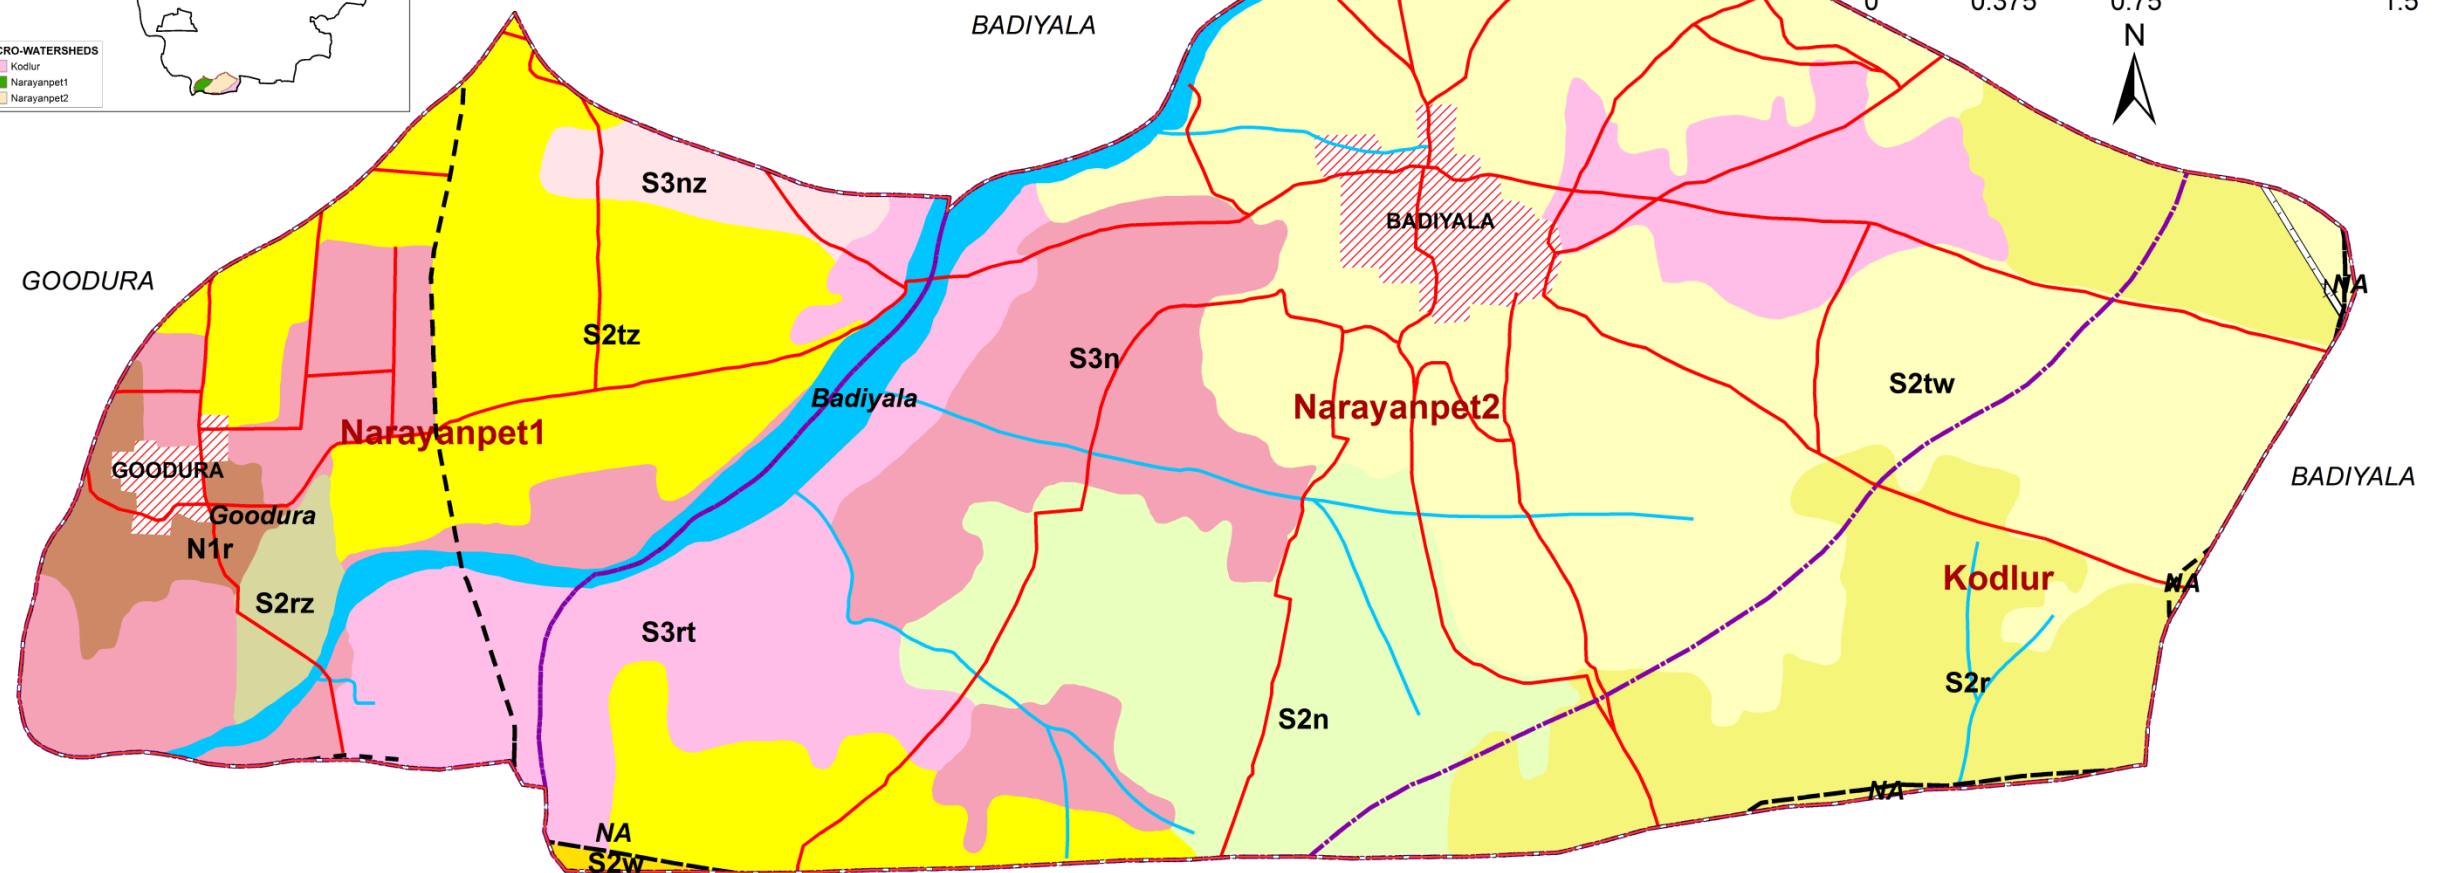 0 0.375 0.75 1.5
BADIYALA
N
CRO-WATERSHEDS
Kodlur
Narayanpet1
Narayanpet2
S3nz
BADIYALA
GOODURA
NA
S2tz
S3n
S2tw
Badiyala
Narayanpet2
Narayanpet1
GOODURA
BADIYALA
Goodura
N1r
Kodlur
NA
S2rz
S3rt
S2r
S2n
NA
NA
S2w